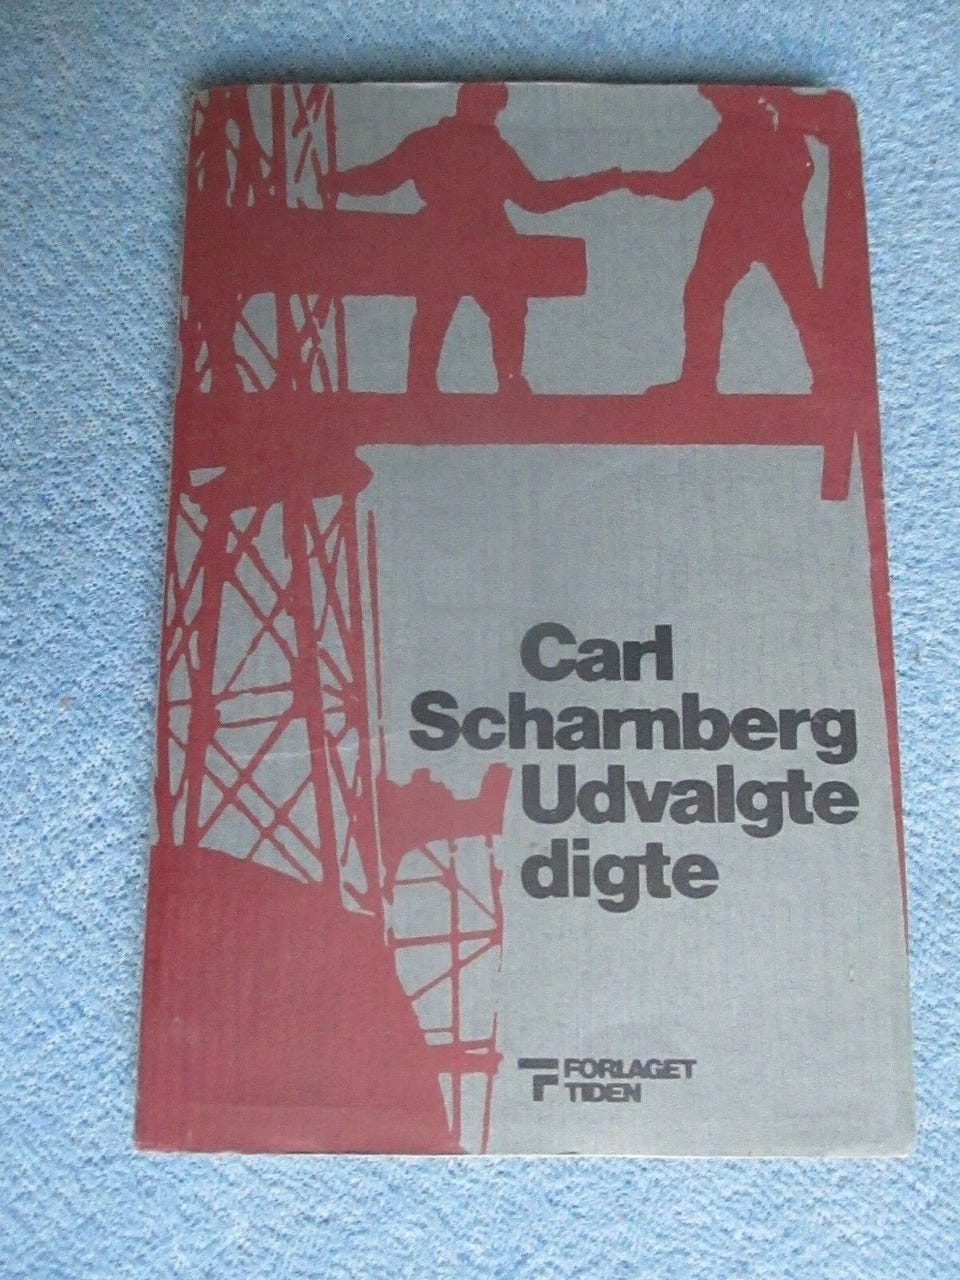 Carl
Scharnberg
Udvalgte
digte
FORLAGET
TIDEN